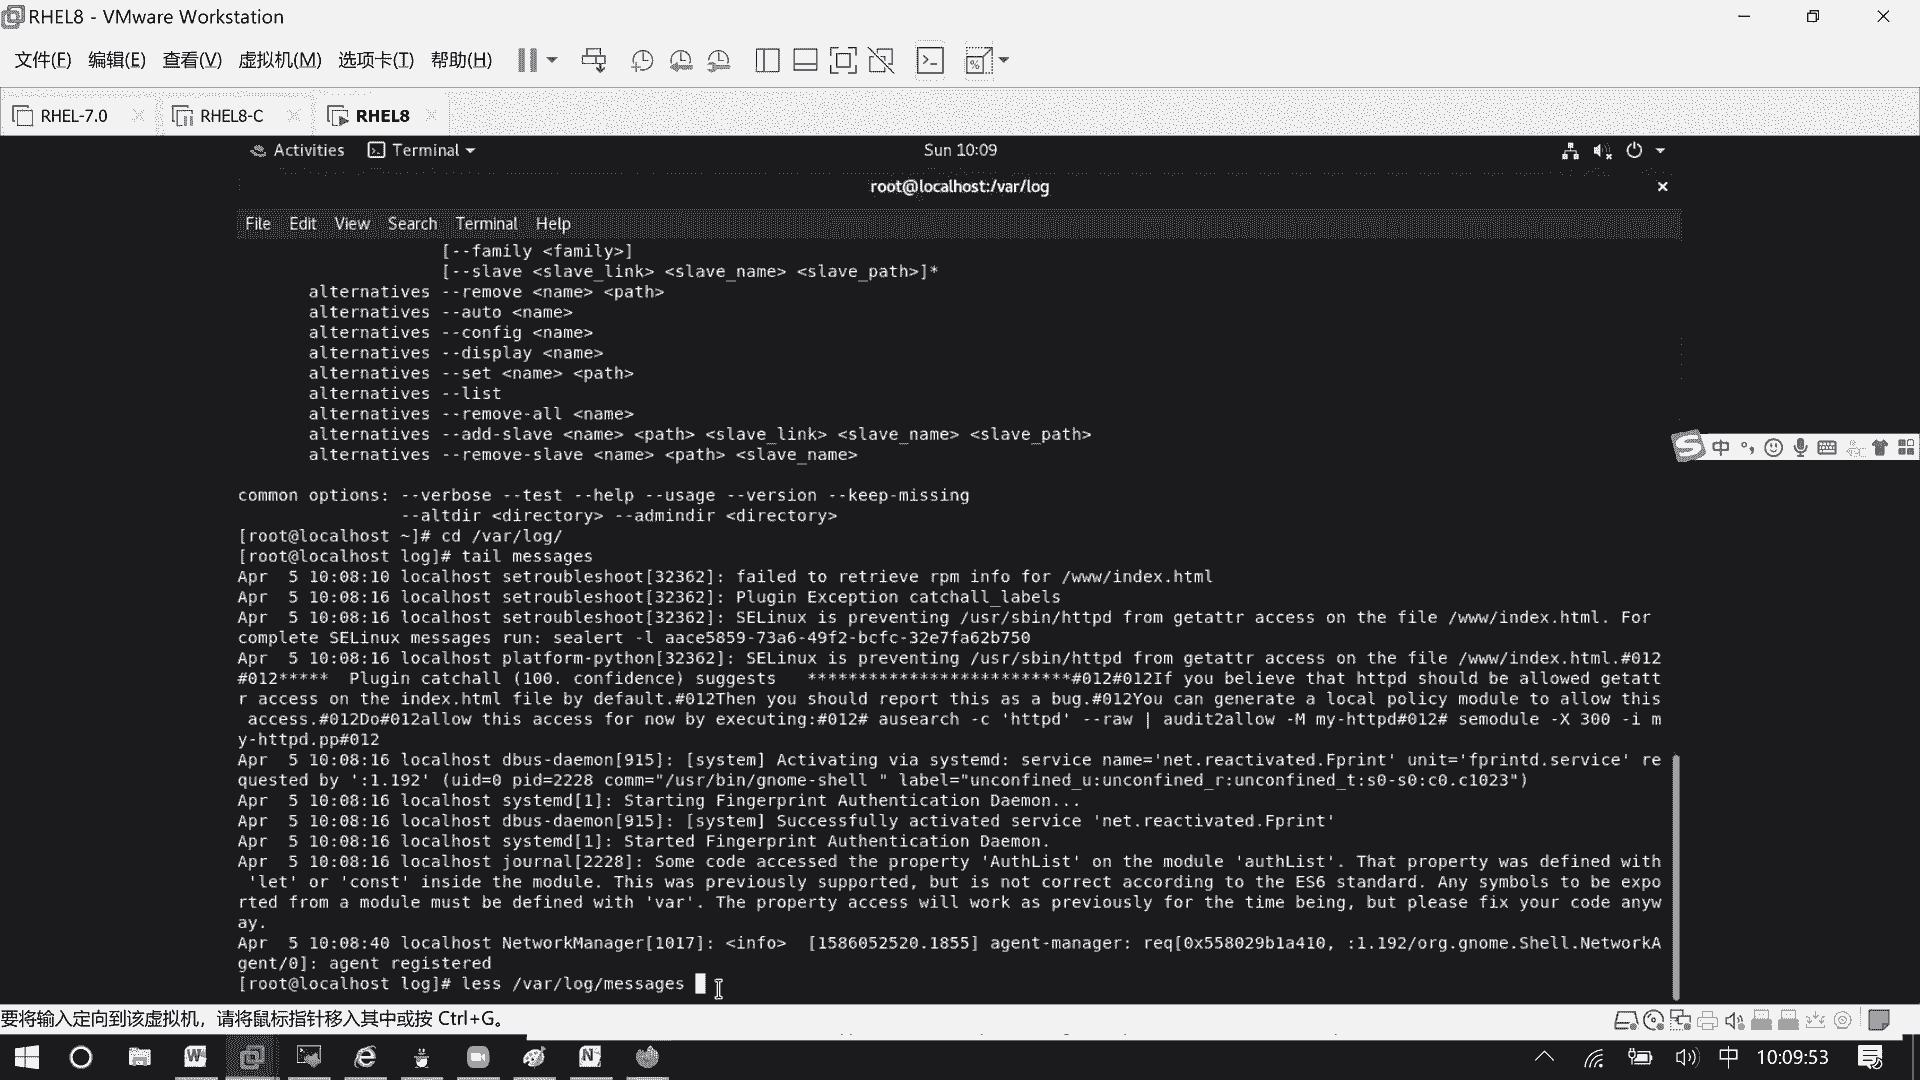 RHEL8 - VMware Workstation
文件(F) 编辑(E) 查看(V) 虚拟机(M) 选项卡(T) 帮助(H)
RHEL-7.0 RHEL8-C RHEL8
Activities Terminal Sun 10:09
root@localhost:/var/log
File Edit View Search Terminal Help
[--family <family>]
[--slave <slave_link> <slave_name> <slave_path>]*
alternatives --remove <name> <path>
alternatives --auto <name>
alternatives --config <name>
alternatives --display <name>
alternatives --set <name> <path>
alternatives --list
alternatives --remove-all <name>
alternatives --add-slave <name> <path> <slave_link> <slave_name> <slave_path>
alternatives --remove-slave <name> <path> <slave_name>
中
common options: --verbose --test --help --usage --version --keep-missing
--altdir <directory> --admindir <directory>
[root@localhost ~]# cd /var/log/
[root@localhost log]# tail messages
Apr  5 10:08:10 localhost setroubleshoot[32362]: failed to retrieve rpm info for /www/index.html
Apr  5 10:08:16 localhost setroubleshoot[32362]: Plugin Exception catchall_labels
Apr  5 10:08:16 localhost setroubleshoot[32362]: SELinux is preventing /usr/sbin/httpd from getattr access on the file /www/index.html. For
complete SELinux messages run: sealert -l aace5859-73a6-49f2-bcfc-32e7fa62b750
Apr  5 10:08:16 localhost platform-python[32362]: SELinux is preventing /usr/sbin/httpd from getattr access on the file /www/index.html.#012
#012*****  Plugin catchall (100. confidence) suggests   **************************#012#012If you believe that httpd should be allowed getatt
r access on the index.html file by default.#012Then you should report this as a bug.#012You can generate a local policy module to allow this
access.#012Do#012allow this access for now by executing:#012# ausearch -c 'httpd' --raw | audit2allow -M my-httpd#012# semodule -X 300 -i m
y-httpd.pp#012
Apr  5 10:08:16 localhost dbus-daemon[915]: [system] Activating via systemd: service name='net.reactivated.Fprint' unit='fprintd.service' re
quested by ':1.192' (uid=0 pid=2228 comm="/usr/bin/gnome-shell " label="unconfined_u:unconfined_r:unconfined_t:s0-s0:c0.c1023")
Apr  5 10:08:16 localhost systemd[1]: Starting Fingerprint Authentication Daemon...
Apr  5 10:08:16 localhost dbus-daemon[915]: [system] Successfully activated service 'net.reactivated.Fprint'
Apr  5 10:08:16 localhost systemd[1]: Started Fingerprint Authentication Daemon.
Apr  5 10:08:16 localhost journal[2228]: Some code accessed the property 'AuthList' on the module 'authList'. That property was defined with
'let' or 'const' inside the module. This was previously supported, but is not correct according to the ES6 standard. Any symbols to be expo
rted from a module must be defined with 'var'. The property access will work as previously for the time being, but please fix your code anyw
ay.
Apr  5 10:08:40 localhost NetworkManager[1017]: <info>  [1586052520.1855] agent-manager: req[0x558029b1a410, :1.192/org.gnome.Shell.NetworkA
gent/0]: agent registered
[root@localhost log]# less /var/log/messages
要将输入定向到该虚拟机，请将鼠标指针移入其中或按 Ctrl+G。
中 10:09:53